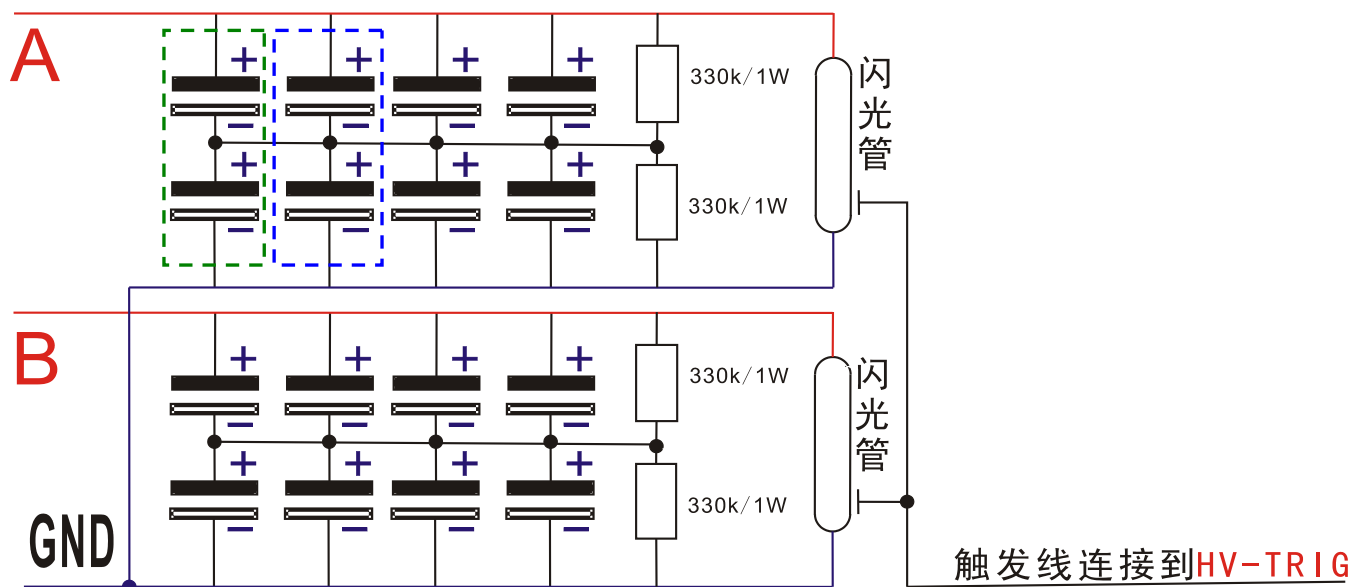 A
+ + + +
330k/1W
闪光管
− − − −
+ + + +
330k/1W
− − − −
B
+ + + +
330k/1W
闪光管
− − − −
+ + + +
330k/1W
− − − −
GND
触发线连接到HV-TRIG